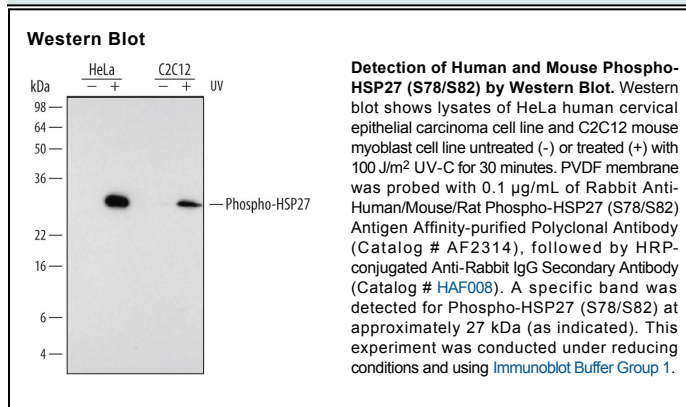 Western Blot
HeLa C2C12
kDa − + − + UV
98
64
50
36
Phospho-HSP27
22
16
6
4
Detection of Human and Mouse Phospho-
HSP27 (S78/S82) by Western Blot. Western
blot shows lysates of HeLa human cervical
epithelial carcinoma cell line and C2C12 mouse
myoblast cell line untreated (-) or treated (+) with
100 J/m² UV-C for 30 minutes. PVDF membrane
was probed with 0.1 µg/mL of Rabbit Anti-
Human/Mouse/Rat Phospho-HSP27 (S78/S82)
Antigen Affinity-purified Polyclonal Antibody
(Catalog # AF2314), followed by HRP-
conjugated Anti-Rabbit IgG Secondary Antibody
(Catalog # HAF008). A specific band was
detected for Phospho-HSP27 (S78/S82) at
approximately 27 kDa (as indicated). This
experiment was conducted under reducing
conditions and using Immunoblot Buffer Group 1.